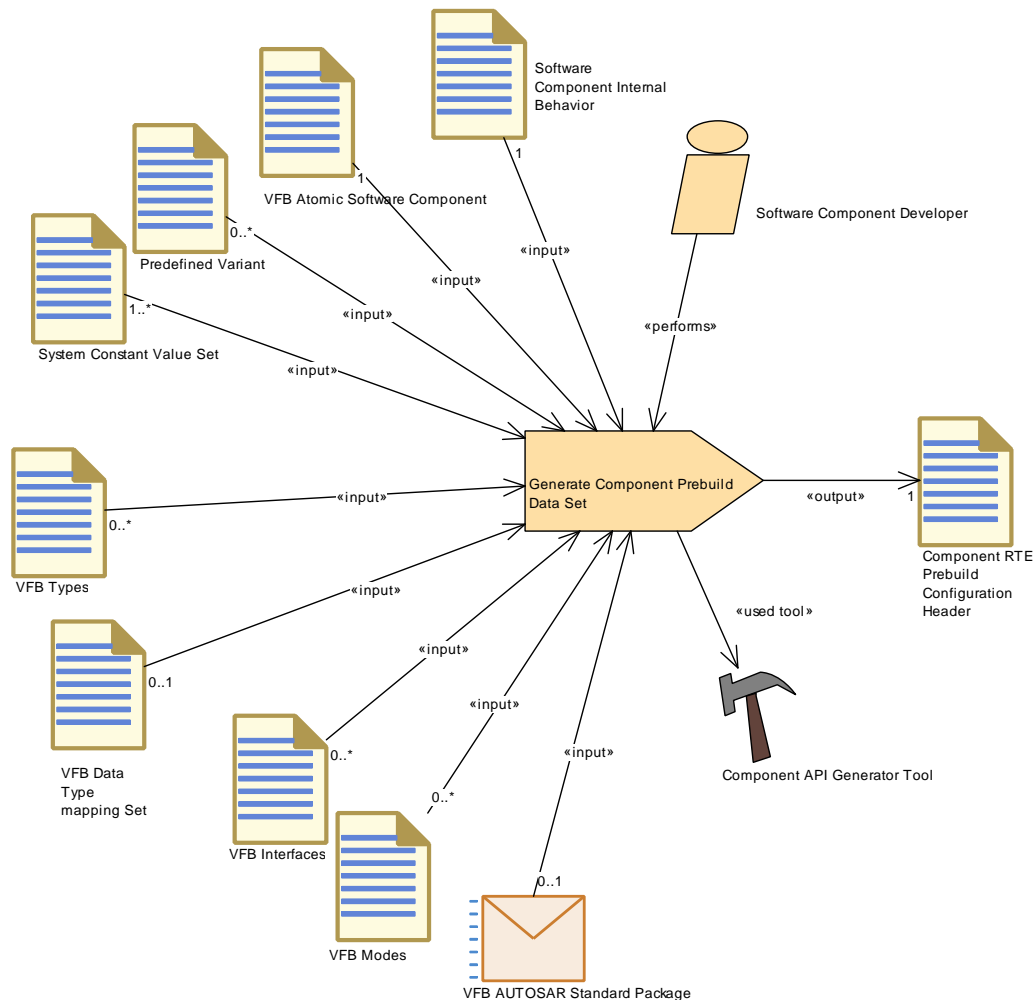 Software
Component Internal
Behavior
1
VFB Atomic Software Component
1
Software Component Developer
Predefined Variant
0..*
«input»
«input»
«input»
«performs»
System Constant Value Set
1..*
«input»
Generate Component Prebuild
Data Set
«output»
1
VFB Types
0..*
«input»
Component RTE
Prebuild
Configuration
Header
VFB Data
Type
mapping Set
0..1
«input»
«used tool»
VFB Interfaces
0..*
«input»
VFB Modes
0..*
«input»
Component API Generator Tool
«input»
0..1
VFB AUTOSAR Standard Package